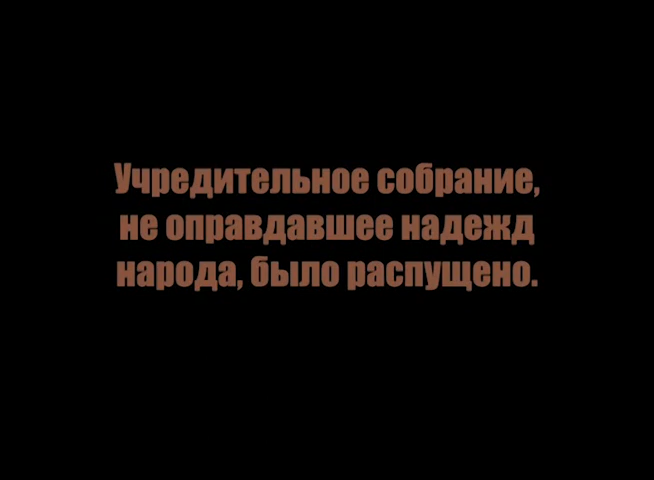 Учредительное собрание,
не оправдавшее надежд
народа, было распущено.